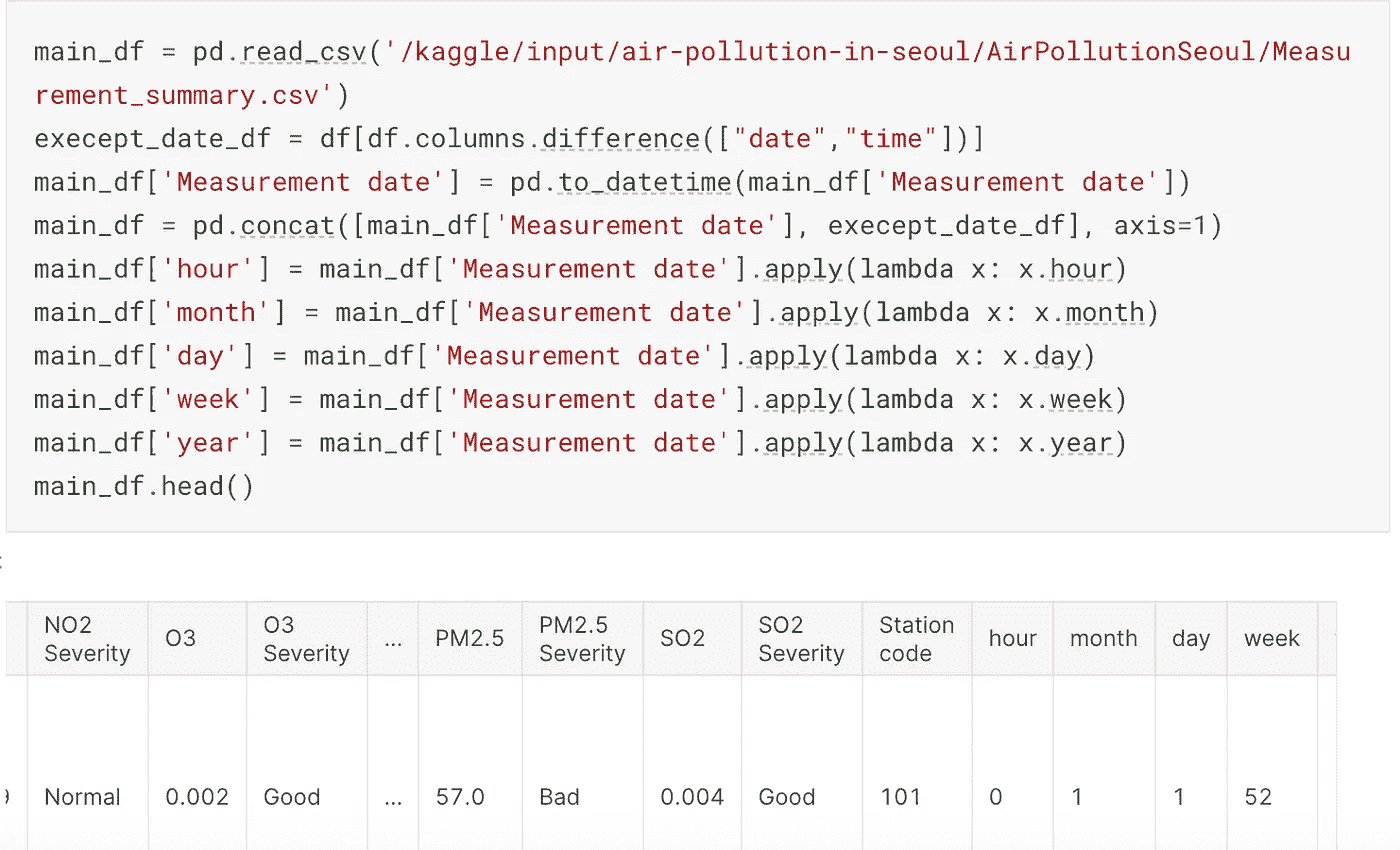 main_df = pd.read_csv('/kaggle/input/air-pollution-in-seoul/AirPollutionSeoul/Measu
rement_summary.csv')
execept_date_df = df[df.columns.difference(["date","time"])]
main_df['Measurement date'] = pd.to_datetime(main_df['Measurement date'])
main_df = pd.concat([main_df['Measurement date'], execept_date_df], axis=1)
main_df['hour'] = main_df['Measurement date'].apply(lambda x: x.hour)
main_df['month'] = main_df['Measurement date'].apply(lambda x: x.month)
main_df['day'] = main_df['Measurement date'].apply(lambda x: x.day)
main_df['week'] = main_df['Measurement date'].apply(lambda x: x.week)
main_df['year'] = main_df['Measurement date'].apply(lambda x: x.year)
main_df.head()
NO2 Severity O3 O3 Severity ... PM2.5 PM2.5 Severity SO2 SO2 Severity Station code hour month day week
Normal 0.002 Good ... 57.0 Bad 0.004 Good 101 0 1 1 52